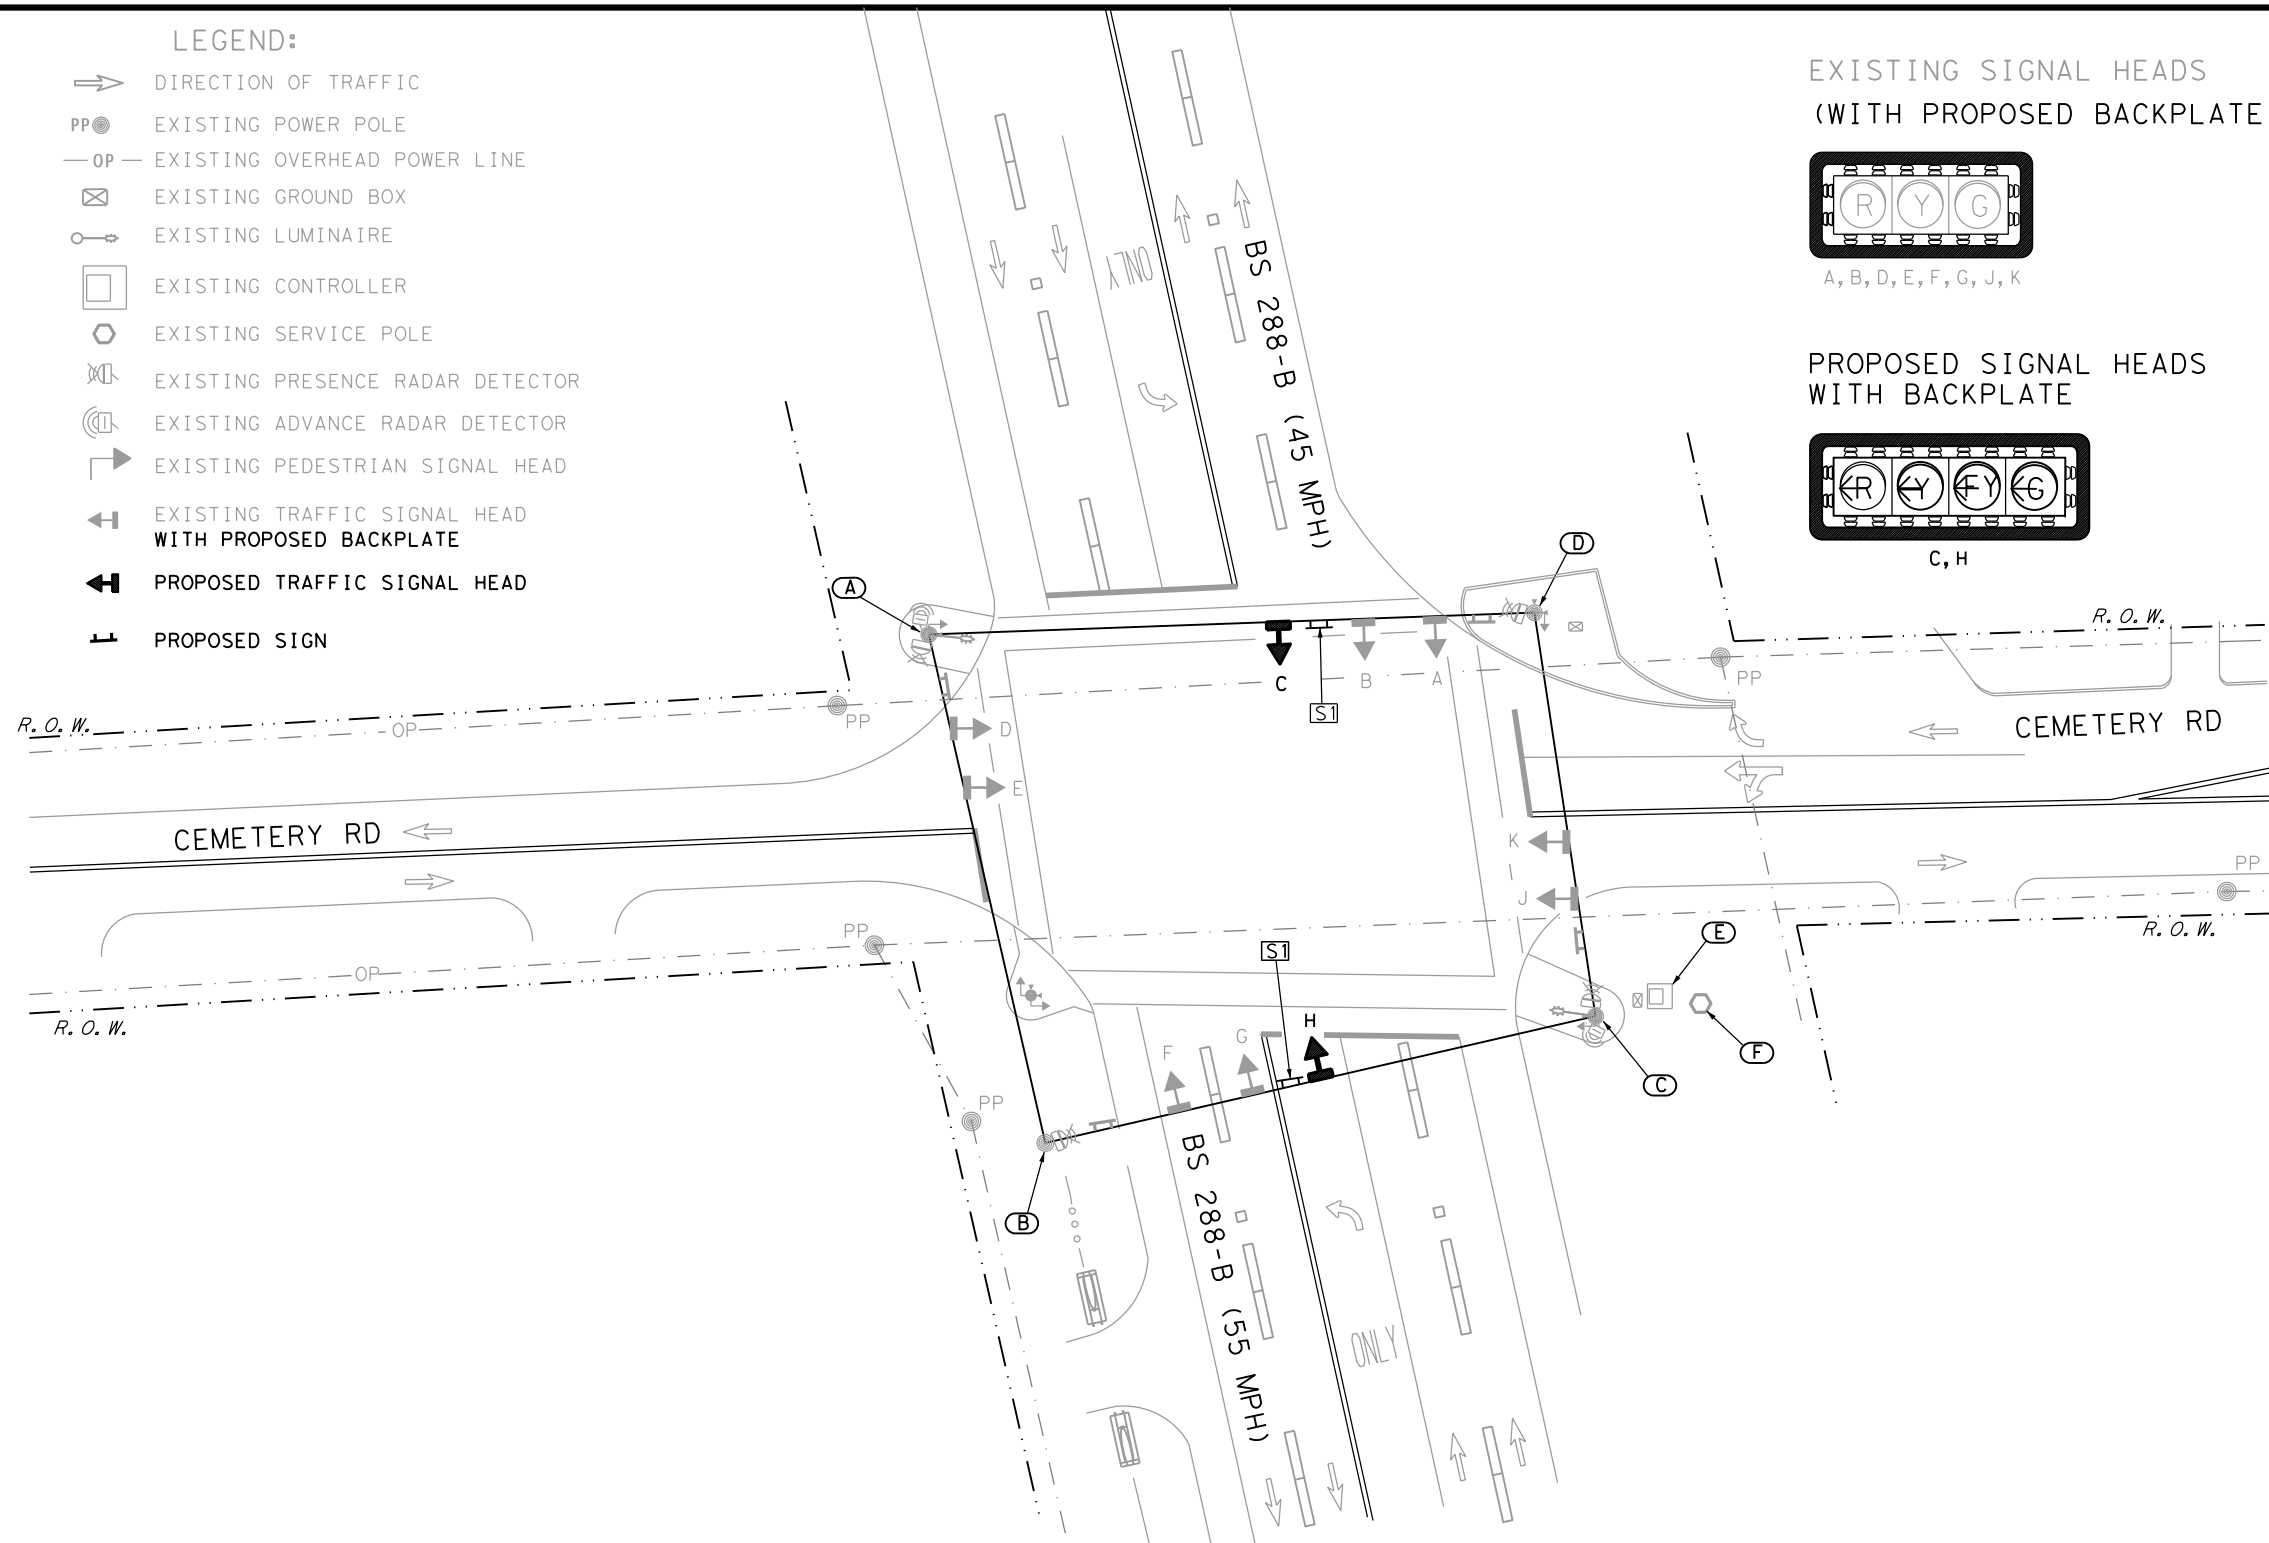 LEGEND:
DIRECTION OF TRAFFIC
PP EXISTING POWER POLE
OP EXISTING OVERHEAD POWER LINE
EXISTING GROUND BOX
EXISTING LUMINAIRE
EXISTING CONTROLLER
EXISTING SERVICE POLE
EXISTING PRESENCE RADAR DETECTOR
EXISTING ADVANCE RADAR DETECTOR
EXISTING PEDESTRIAN SIGNAL HEAD
EXISTING TRAFFIC SIGNAL HEAD
WITH PROPOSED BACKPLATE
PROPOSED TRAFFIC SIGNAL HEAD
PROPOSED SIGN
EXISTING SIGNAL HEADS
(WITH PROPOSED BACKPLATE
R Y G
A,B,D,E,F,G,J,K
PROPOSED SIGNAL HEADS
WITH BACKPLATE
R Y FY G
C,H
ONLY
BS 288-B (45 MPH)
A
D
C
B
A
S1
PP
PP
R.O.W.
R.O.W.
OP
D
E
CEMETERY RD
CEMETERY RD
K
J
PP
PP
R.O.W.
R.O.W.
OP
S1
E
F
C
H
G
F
PP
B
BS 288-B (55 MPH)
ONLY